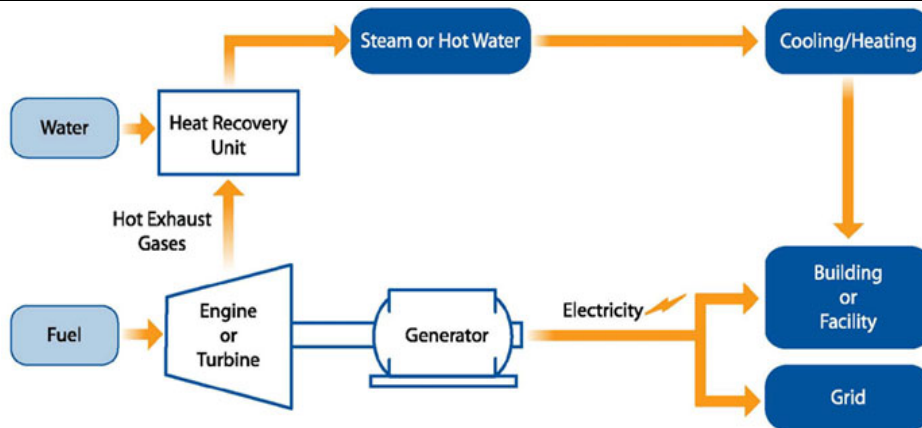 Steam or Hot Water
Cooling/Heating
Water
Heat Recovery
Unit
Hot Exhaust
Gases
Fuel
Engine
or
Turbine
Generator
Electricity
Building
or
Facility
Grid